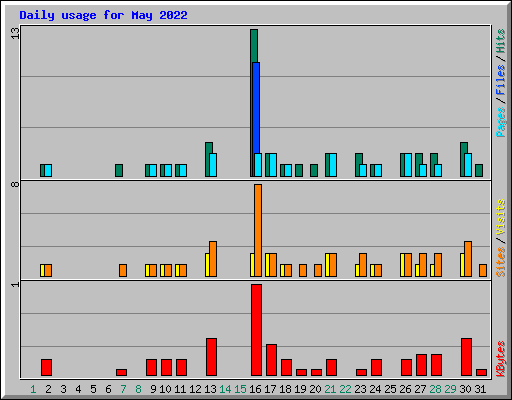 Daily usage for May 2022
13
8
1
Pages / Files / Hits
Sites / Visits
KBytes
1 2 3 4 5 6 7 8 9 10 11 12 13 14 15 16 17 18 19 20 21 22 23 24 25 26 27 28 29 30 31